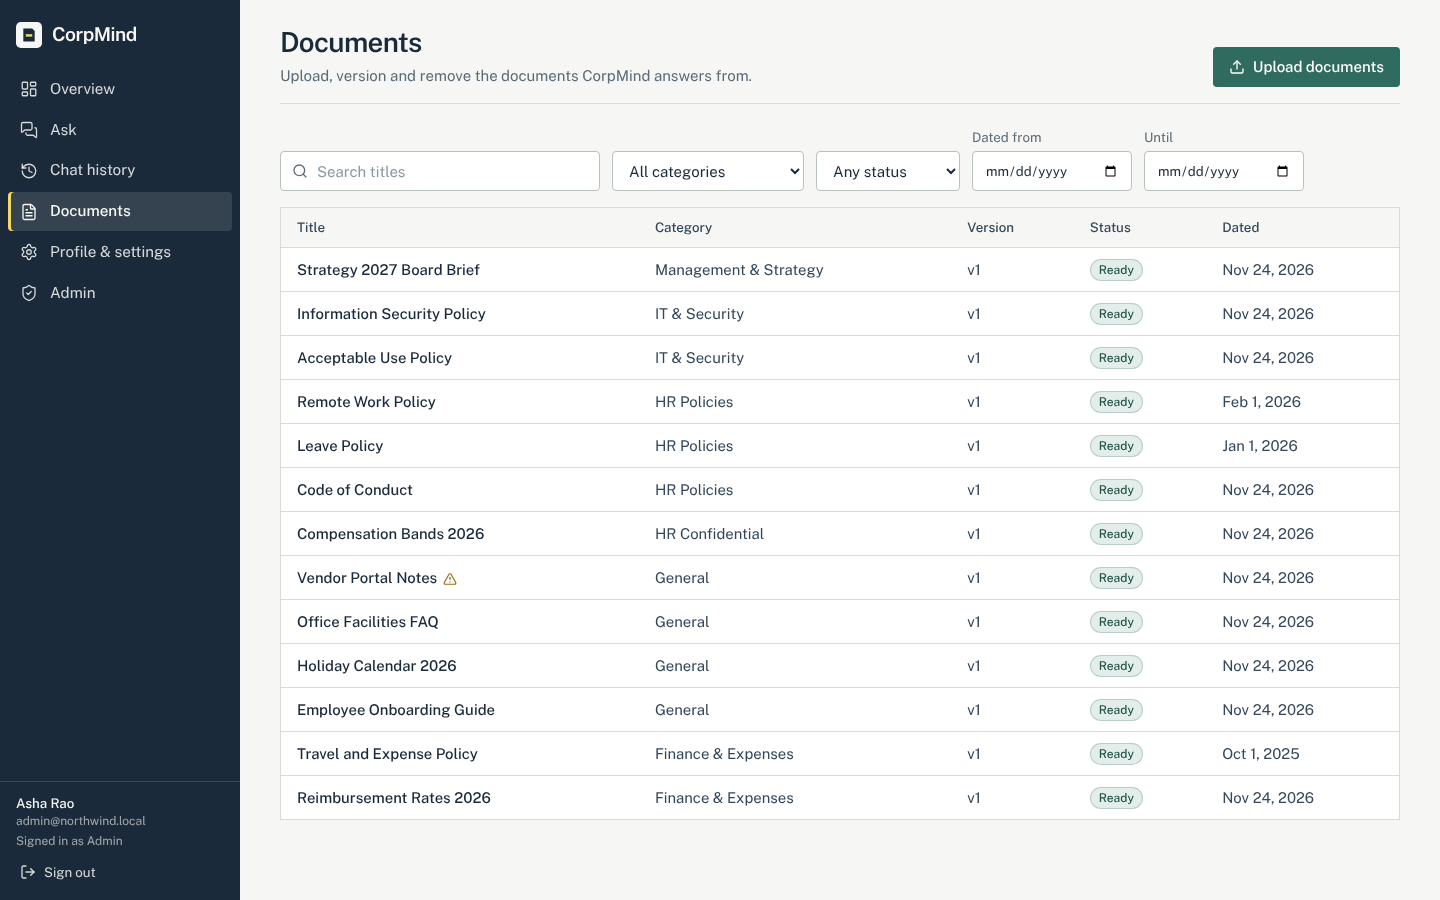 CorpMind
Overview
Ask
Chat history
Documents
Profile & settings
Admin
Asha Rao
admin@northwind.local
Signed in as Admin
Sign out
Documents
Upload, version and remove the documents CorpMind answers from.
Upload documents
Dated from
Until
Search titles
All categories
Any status
mm/dd/yyyy
mm/dd/yyyy
Title Category Version Status Dated
Strategy 2027 Board Brief Management & Strategy v1 Ready Nov 24, 2026
Information Security Policy IT & Security v1 Ready Nov 24, 2026
Acceptable Use Policy IT & Security v1 Ready Nov 24, 2026
Remote Work Policy HR Policies v1 Ready Feb 1, 2026
Leave Policy HR Policies v1 Ready Jan 1, 2026
Code of Conduct HR Policies v1 Ready Nov 24, 2026
Compensation Bands 2026 HR Confidential v1 Ready Nov 24, 2026
Vendor Portal Notes General v1 Ready Nov 24, 2026
Office Facilities FAQ General v1 Ready Nov 24, 2026
Holiday Calendar 2026 General v1 Ready Nov 24, 2026
Employee Onboarding Guide General v1 Ready Nov 24, 2026
Travel and Expense Policy Finance & Expenses v1 Ready Oct 1, 2025
Reimbursement Rates 2026 Finance & Expenses v1 Ready Nov 24, 2026